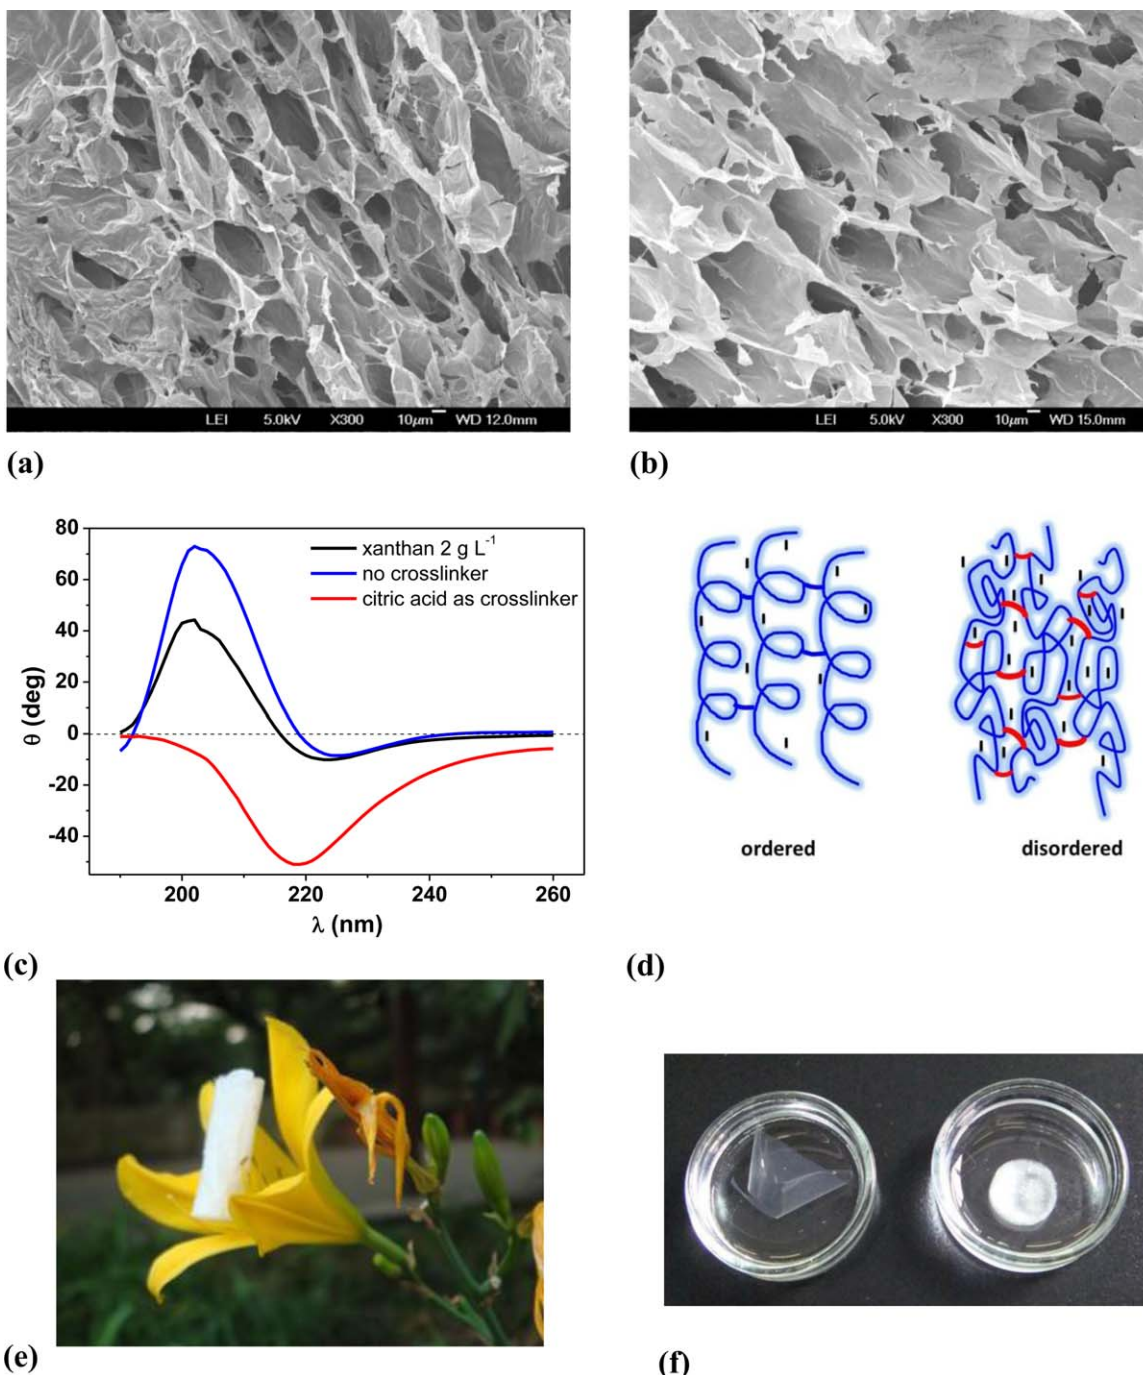 LEI 5.0kV X300 10μm WD 12.0mm
LEI 5.0kV X300 10μm WD 15.0mm
(a)
(b)
80
60
40
20
0
-20
-40
θ (deg)
xanthan 2 g L⁻¹
no crosslinker
citric acid as crosslinker
200 220 240 260
λ (nm)
ordered
disordered
(c)
(d)
(e)
(f)